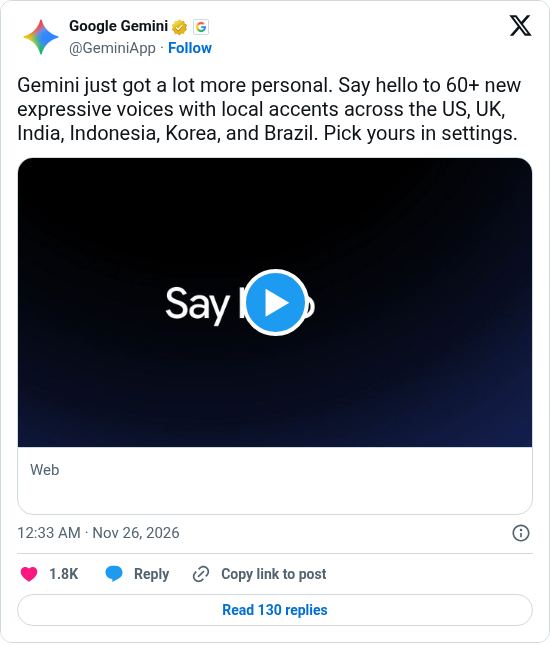 Google Gemini
@GeminiApp · Follow
Gemini just got a lot more personal. Say hello to 60+ new
expressive voices with local accents across the US, UK,
India, Indonesia, Korea, and Brazil. Pick yours in settings.
Say
Web
12:33 AM · Nov 26, 2026
1.8K Reply Copy link to post
Read 130 replies